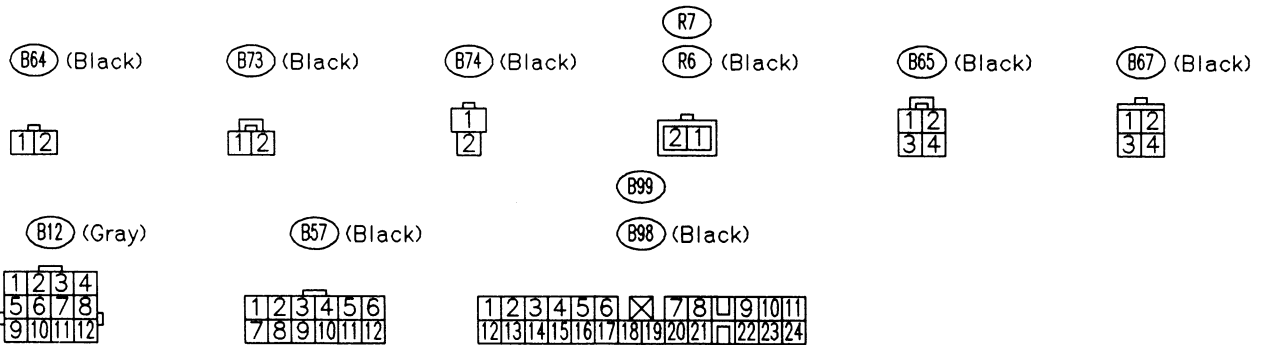 R7
B64 (Black) B73 (Black) B74 (Black) R6 (Black) B65 (Black) B67 (Black)
1 2 1 2 1 2 1 1 2 1 2
2 3 4 3 4
B99
B12 (Gray) B57 (Black) B98 (Black)
1 2 3 4
5 6 7 8 1 2 3 4 5 6 1 2 3 4 5 6 7 8 9 10 11
9 10 11 12 7 8 9 10 11 12 12 13 14 15 16 17 18 19 20 21 22 23 24